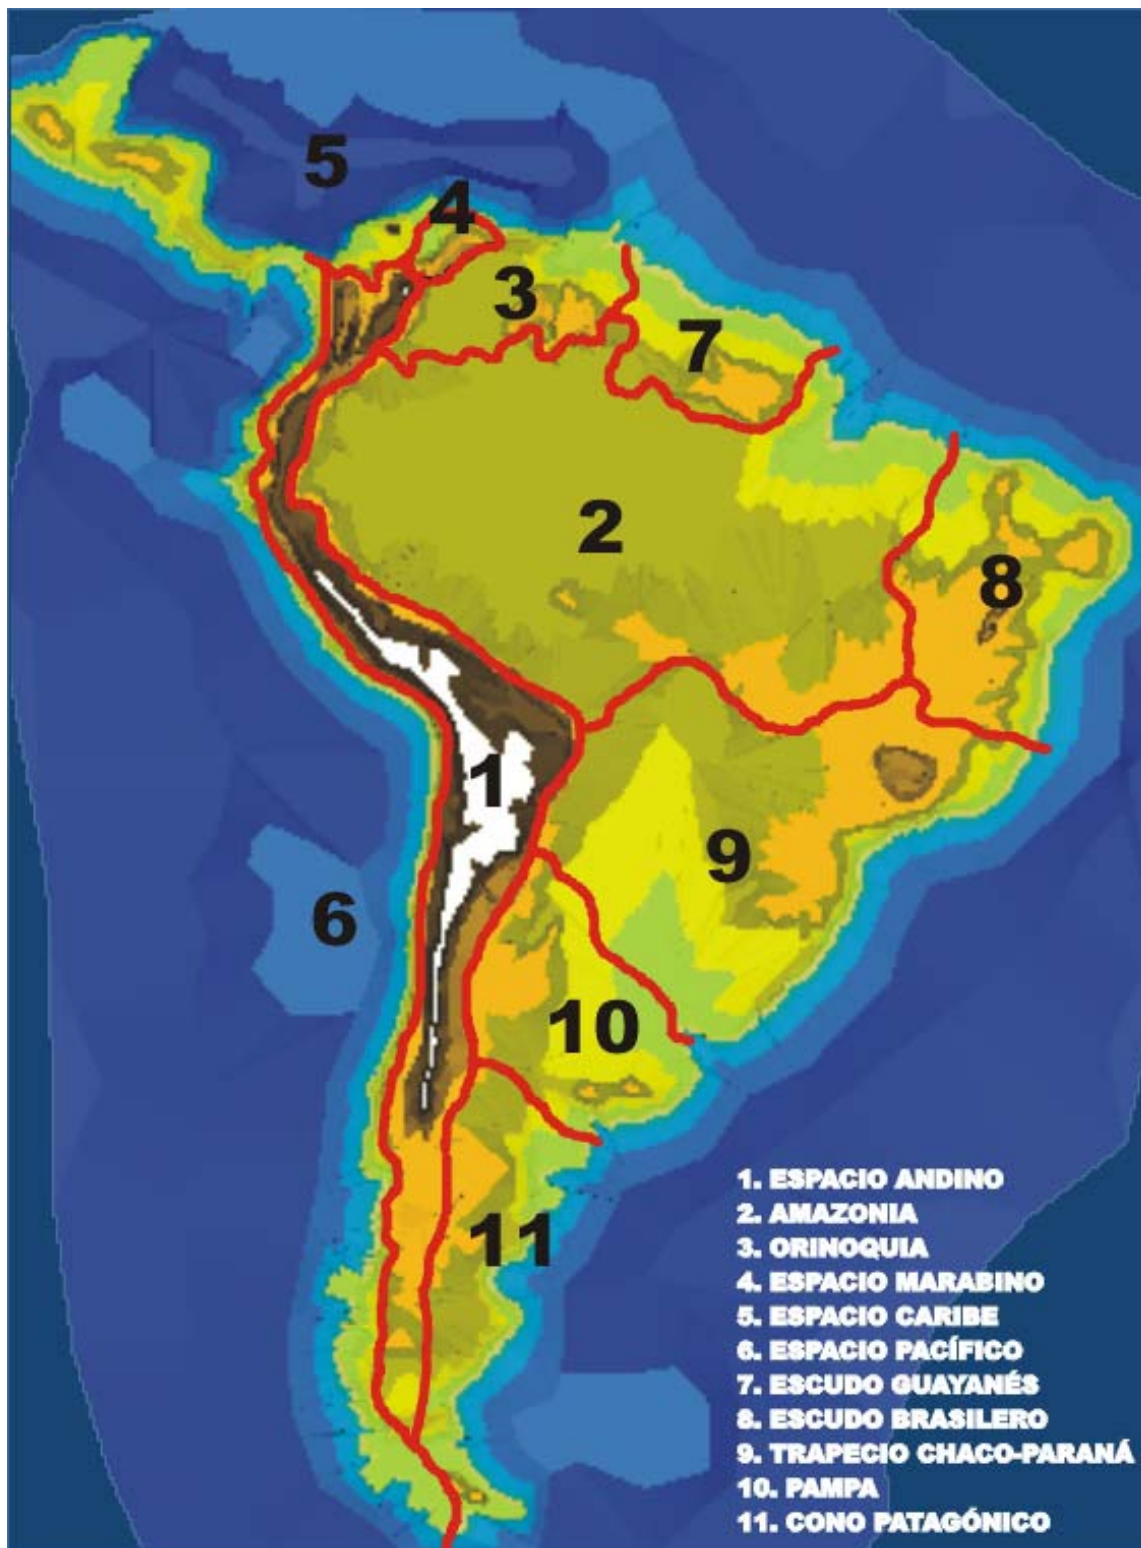 5
4
3
7
2
8
1
9
6
10
11
1. ESPACIO ANDINO
2. AMAZONIA
3. ORINOQUIA
4. ESPACIO MARABINO
5. ESPACIO CARIBE
6. ESPACIO PACÍFICO
7. ESCUDO GUAYANÉS
8. ESCUDO BRASILERO
9. TRAPECIO CHACO-PARANÁ
10. PAMPA
11. CONO PATAGÓNICO